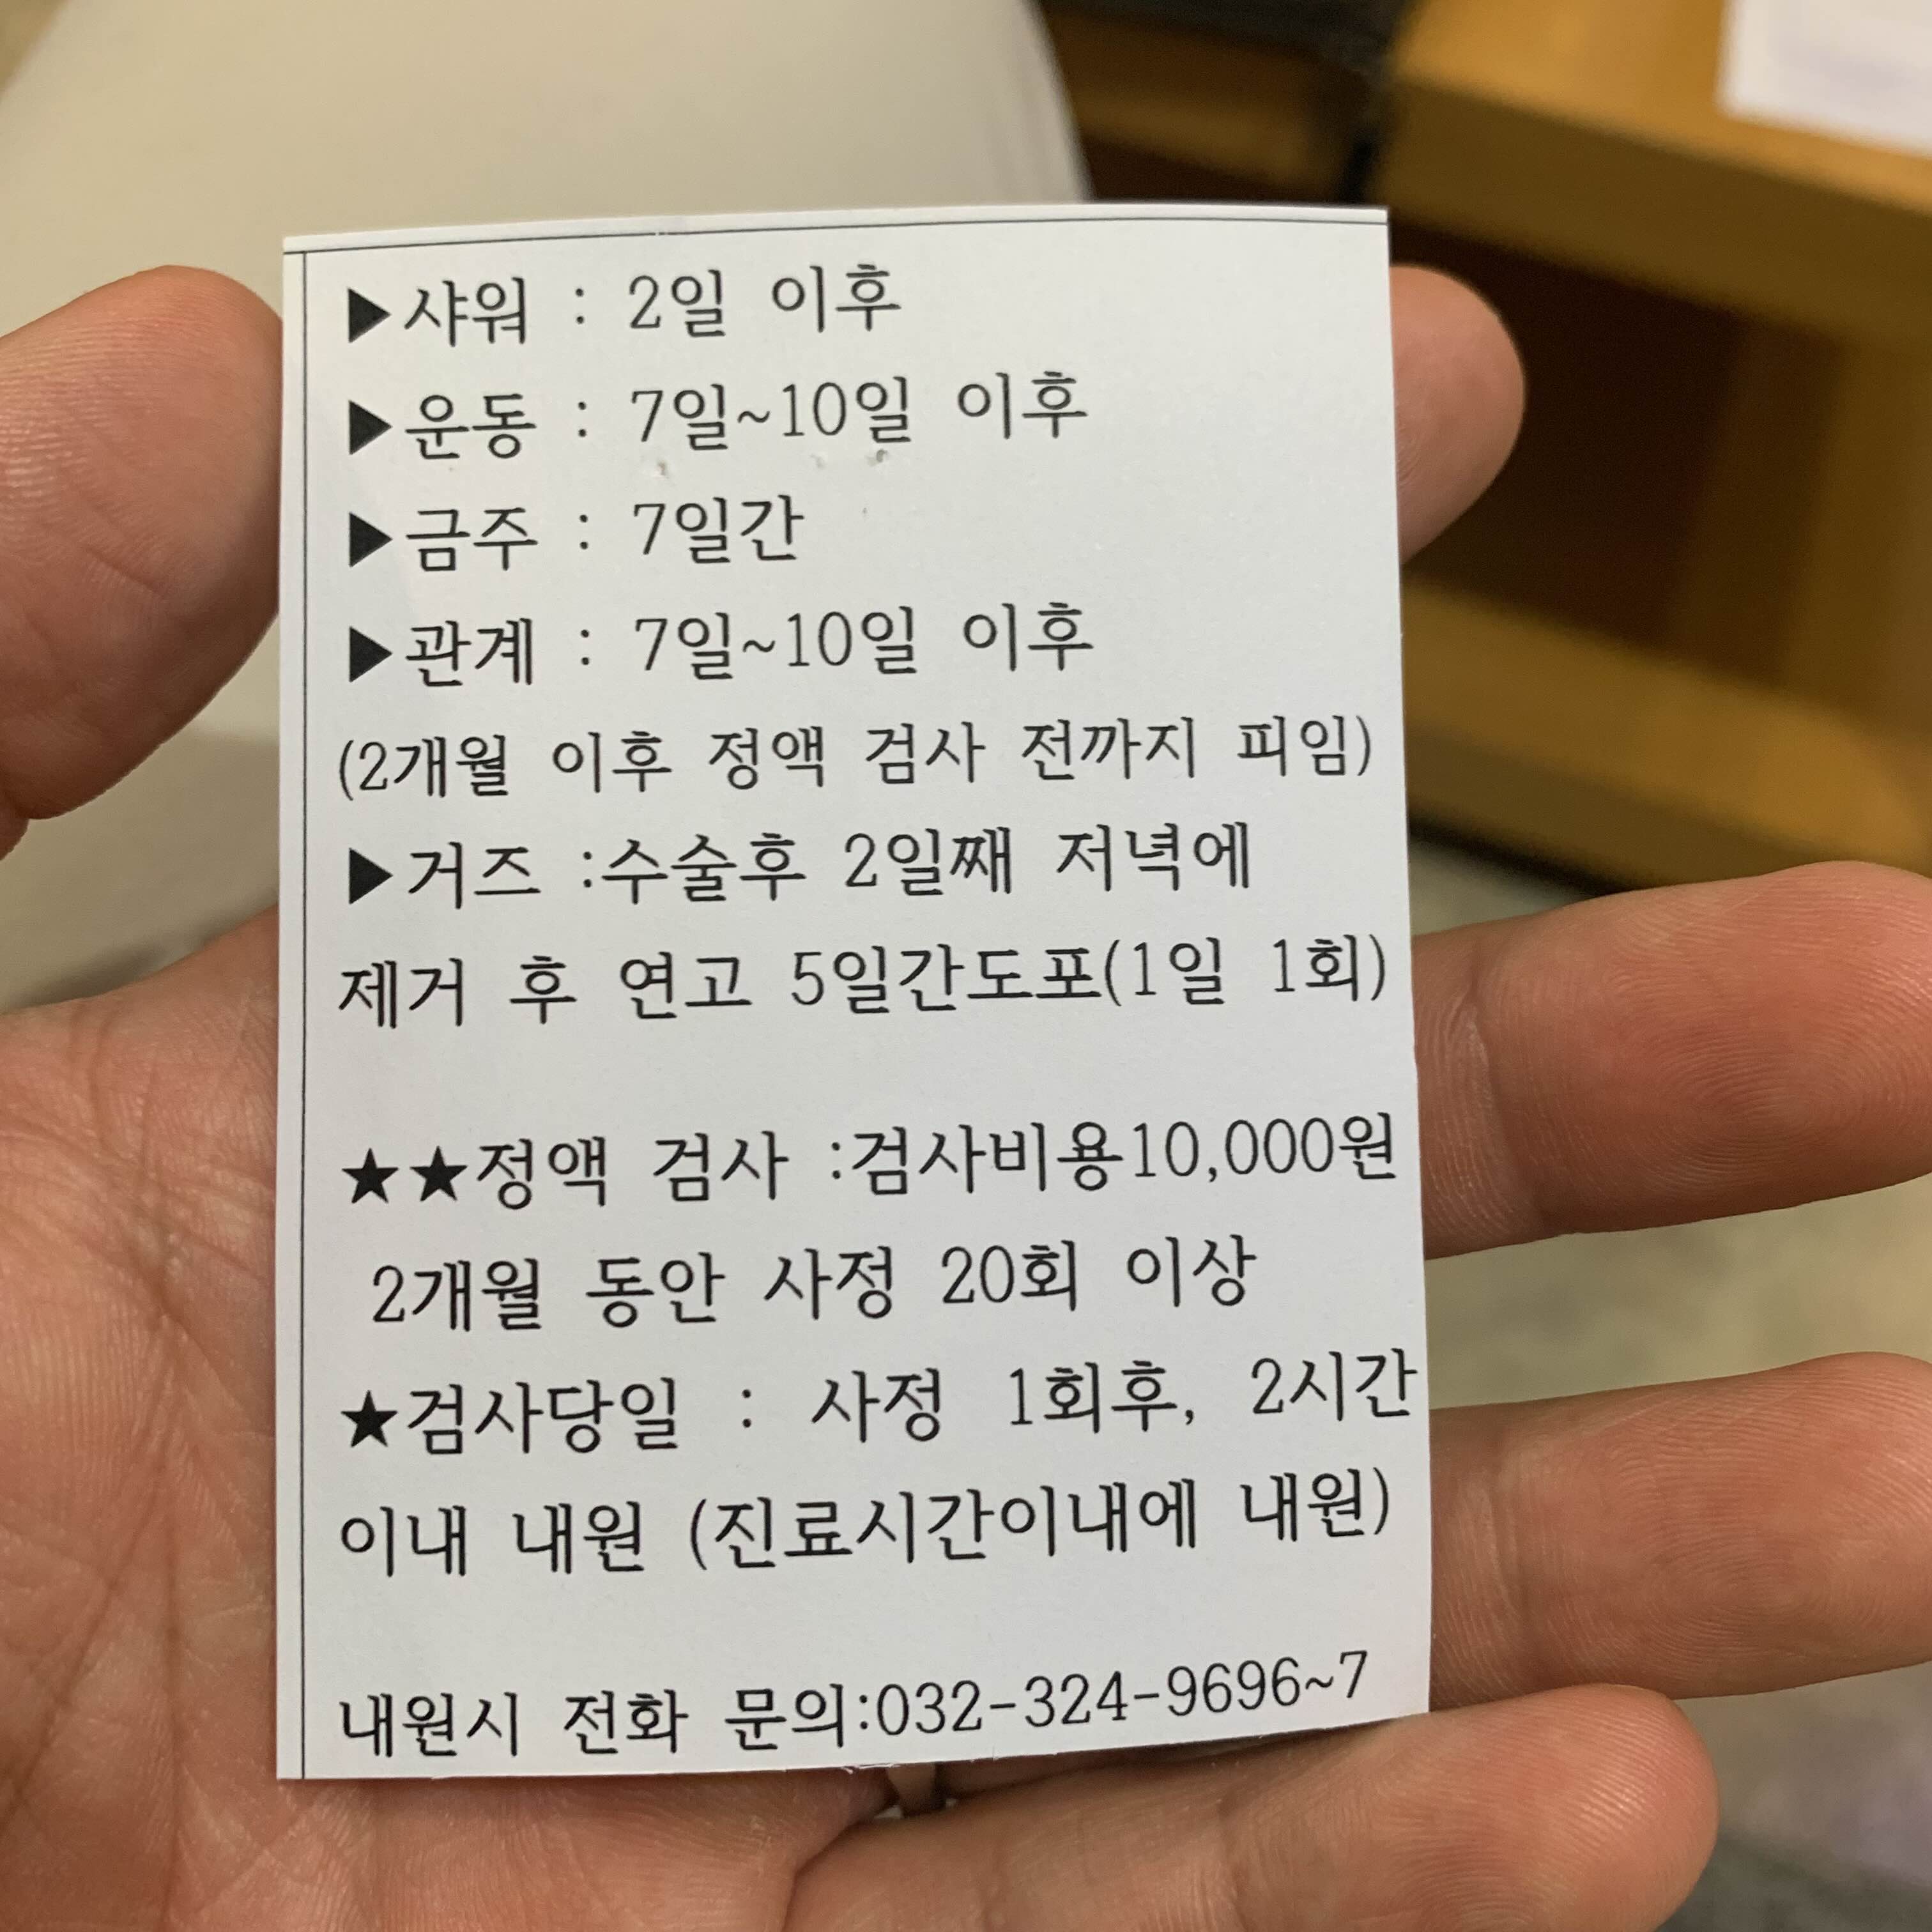 ▶샤워 : 2일 이후
▶운동 : 7일~10일 이후
▶금주 : 7일간
▶관계 : 7일~10일 이후
(2개월 이후 정액 검사 전까지 피임)
▶거즈 :수술후 2일째 저녁에
제거 후 연고 5일간도포(1일 1회)
★★정액 검사 :검사비용10,000원
2개월 동안 사정 20회 이상
★검사당일 : 사정 1회후, 2시간
이내 내원 (진료시간이내에 내원)
내원시 전화 문의:032-324-9696~7